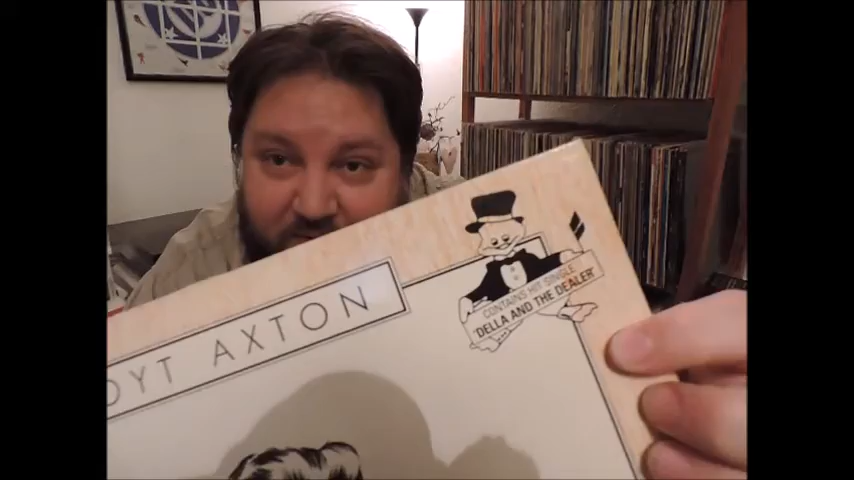 OYT AXTON
CONTAINS HIT SINGLE
'DELLA AND THE DEALER'